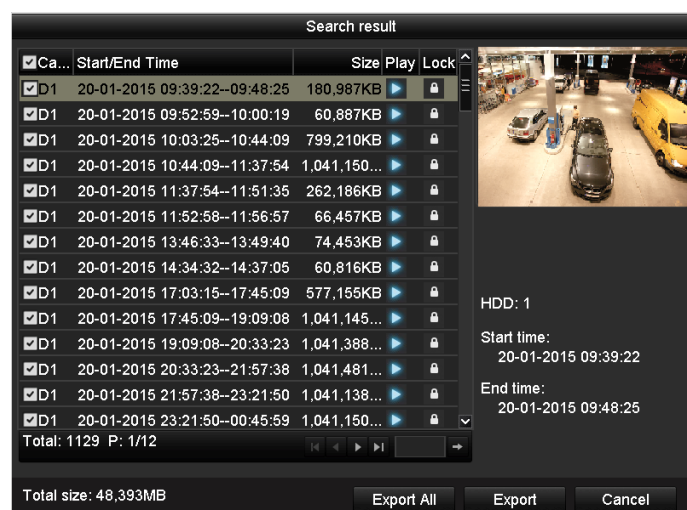 Search result
Ca... Start/End Time Size Play Lock
D1 20-01-2015 09:39:22--09:48:25 180,987KB
D1 20-01-2015 09:52:59--10:00:19 60,887KB
D1 20-01-2015 10:03:25--10:44:09 799,210KB
D1 20-01-2015 10:44:09--11:37:54 1,041,150...
D1 20-01-2015 11:37:54--11:51:35 262,186KB
D1 20-01-2015 11:52:58--11:56:57 66,457KB
D1 20-01-2015 13:46:33--13:49:40 74,453KB
D1 20-01-2015 14:34:32--14:37:05 60,816KB
D1 20-01-2015 17:03:15--17:45:09 577,155KB
D1 20-01-2015 17:45:09--19:09:08 1,041,145...
D1 20-01-2015 19:09:08--20:33:23 1,041,388...
D1 20-01-2015 20:33:23--21:57:38 1,041,481...
D1 20-01-2015 21:57:38--23:21:50 1,041,138...
D1 20-01-2015 23:21:50--00:45:59 1,041,150...
Total: 1129 P: 1/12
HDD: 1
Start time:
20-01-2015 09:39:22
End time:
20-01-2015 09:48:25
Total size: 48,393MB
Export All
Export
Cancel